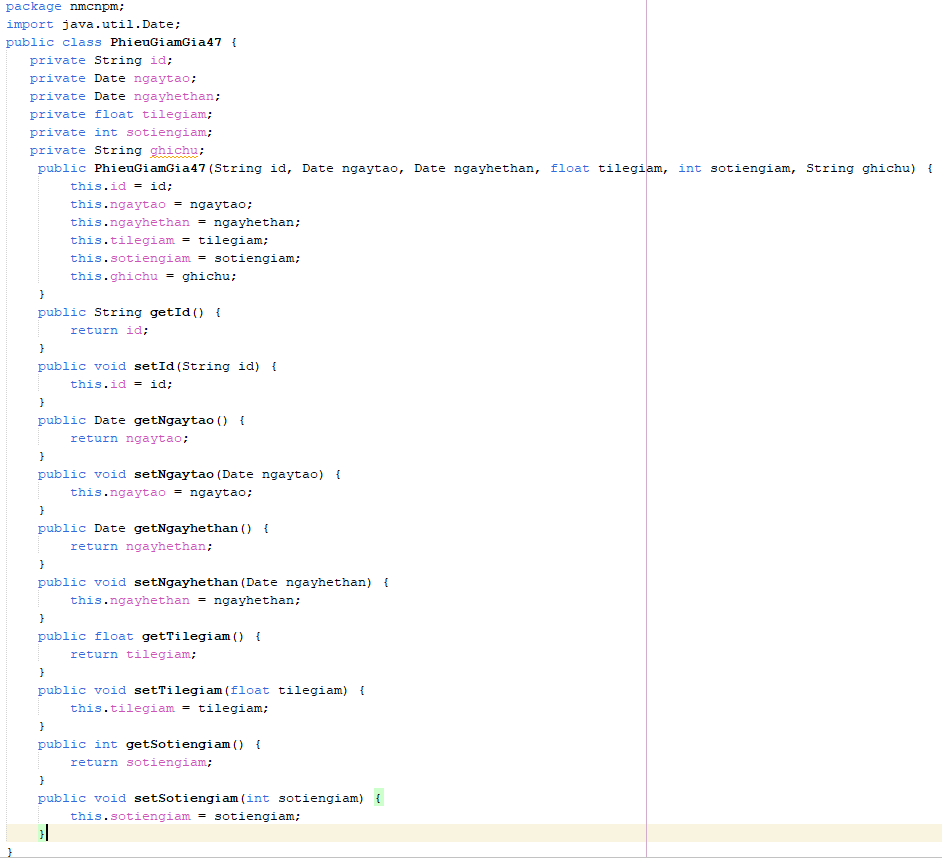 package nmcnpm;
import java.util.Date;
public class PhieuGiamGia47 {
   private String id;
   private Date ngaytao;
   private Date ngayhethan;
   private float tilegiam;
   private int sotiengiam;
   private String ghichu;
    public PhieuGiamGia47(String id, Date ngaytao, Date ngayhethan, float tilegiam, int sotiengiam, String ghichu) {
        this.id = id;
        this.ngaytao = ngaytao;
        this.ngayhethan = ngayhethan;
        this.tilegiam = tilegiam;
        this.sotiengiam = sotiengiam;
        this.ghichu = ghichu;
    }
    public String getId() {
        return id;
    }
    public void setId(String id) {
        this.id = id;
    }
    public Date getNgaytao() {
        return ngaytao;
    }
    public void setNgaytao(Date ngaytao) {
        this.ngaytao = ngaytao;
    }
    public Date getNgayhethan() {
        return ngayhethan;
    }
    public void setNgayhethan(Date ngayhethan) {
        this.ngayhethan = ngayhethan;
    }
    public float getTilegiam() {
        return tilegiam;
    }
    public void setTilegiam(float tilegiam) {
        this.tilegiam = tilegiam;
    }
    public int getSotiengiam() {
        return sotiengiam;
    }
    public void setSotiengiam(int sotiengiam) {
        this.sotiengiam = sotiengiam;
    }
}